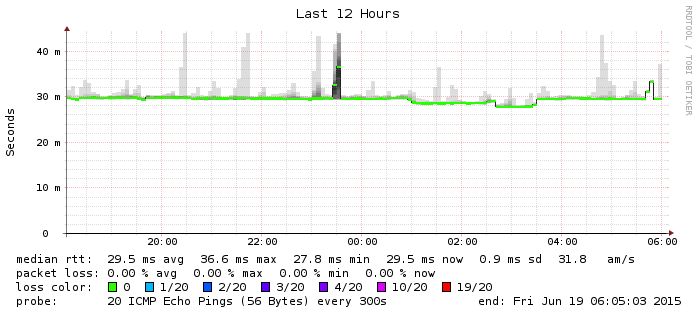 Last 12 Hours
RRDTOOL / TOBI OETIKER
Seconds
40 m
30 m
20 m
10 m
0
20:00 22:00 00:00 02:00 04:00 06:00
median rtt: 29.5 ms avg 36.6 ms max 27.8 ms min 29.5 ms now 0.9 ms sd 31.8 am/s
packet loss: 0.00 % avg 0.00 % max 0.00 % min 0.00 % now
loss color: 0 1/20 2/20 3/20 4/20 10/20 19/20
probe: 20 ICMP Echo Pings (56 Bytes) every 300s end: Fri Jun 19 06:05:03 2015